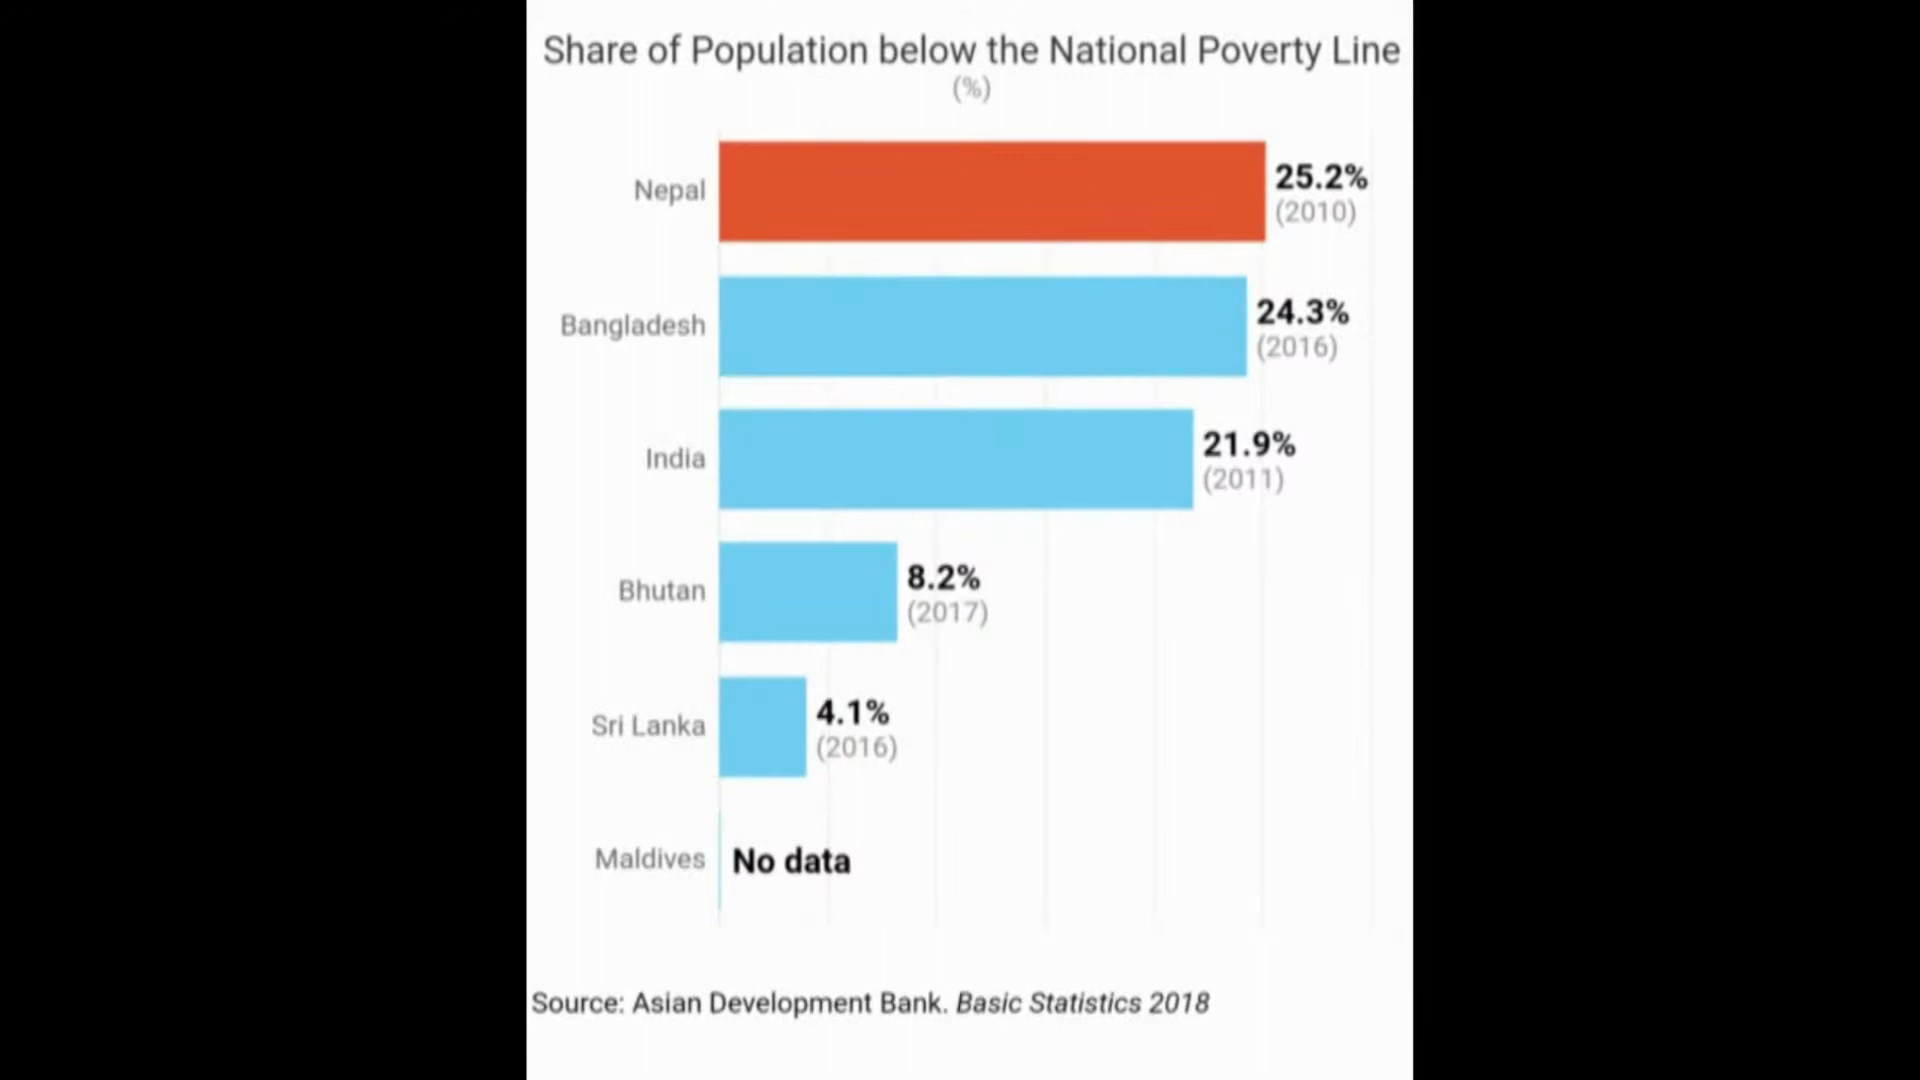 Share of Population below the National Poverty Line
(%)
Nepal
25.2%
(2010)
Bangladesh
24.3%
(2016)
India
21.9%
(2011)
Bhutan
8.2%
(2017)
Sri Lanka
4.1%
(2016)
Maldives
No data
Source: Asian Development Bank. Basic Statistics 2018